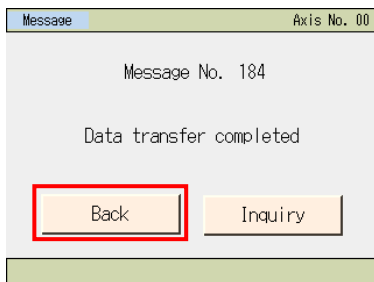 Message Axis No. 00
Message No. 184
Data transfer completed
Back Inquiry